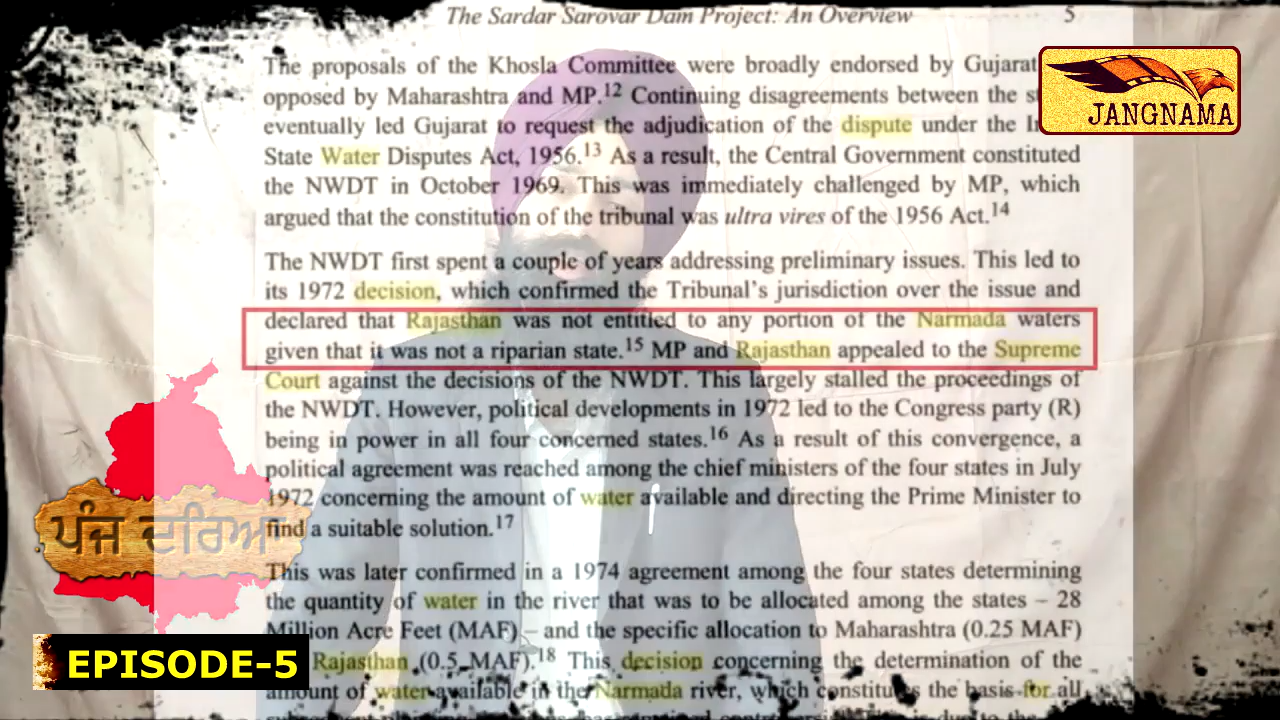 The Sardar Sarovar Dam Project: An Overview 5
The proposals of the Khosla Committee were broadly endorsed by Gujarat
opposed by Maharashtra and MP.12 Continuing disagreements between the
eventually led Gujarat to request the adjudication of the dispute under the
State Water Disputes Act, 1956.13 As a result, the Central Government constituted
the NWDT in October 1969. This was immediately challenged by MP, which
argued that the constitution of the tribunal was ultra vires of the 1956 Act.14
The NWDT first spent a couple of years addressing preliminary issues. This led to
its 1972 decision, which confirmed the Tribunal's jurisdiction over the issue and
declared that Rajasthan was not entitled to any portion of the Narmada waters
given that it was not a riparian state.15 MP and Rajasthan appealed to the Supreme
Court against the decisions of the NWDT. This largely stalled the proceedings of
the NWDT. However, political developments in 1972 led to the Congress party (R)
being in power in all four concerned states.16 As a result of this convergence, a
political agreement was reached among the chief ministers of the four states in July
1972 concerning the amount of water available and directing the Prime Minister to
find a suitable solution.17
This was later confirmed in a 1974 agreement among the four states determining
the quantity of water in the river that was to be allocated among the states – 28
Million Acre Feet (MAF) – and the specific allocation to Maharashtra (0.25 MAF)
Rajasthan (0.5 MAF).18 This decision concerning the determination of the
amount of water available in the Narmada river, which constitutes the basis for all
JANGNAMA
ਪੰਜ ਦਰਿਆ
EPISODE-5